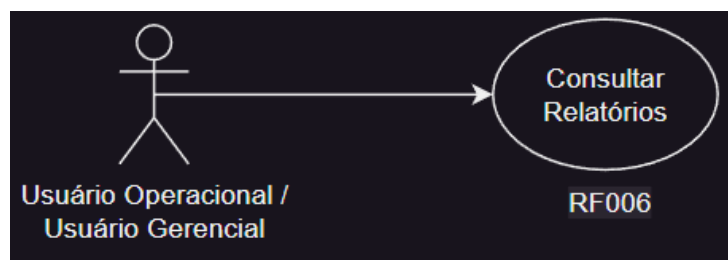 Consultar
Relatórios
Usuário Operacional /
Usuário Gerencial
RF006